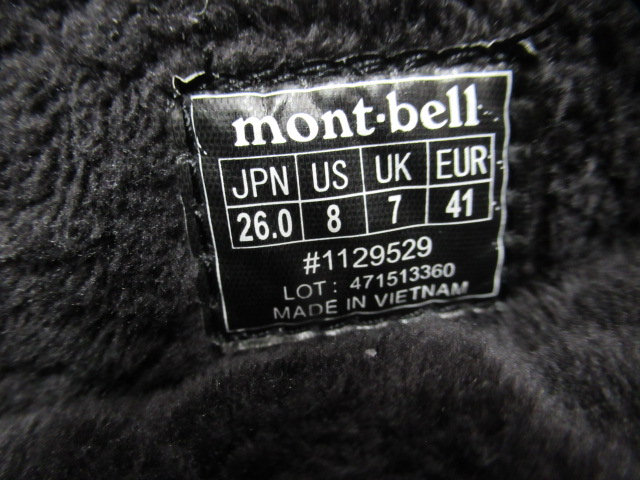 mont-bell
JPN US UK EUR
26.0 8 7 41
#1129529
LOT: 471513360
MADE IN VIETNAM